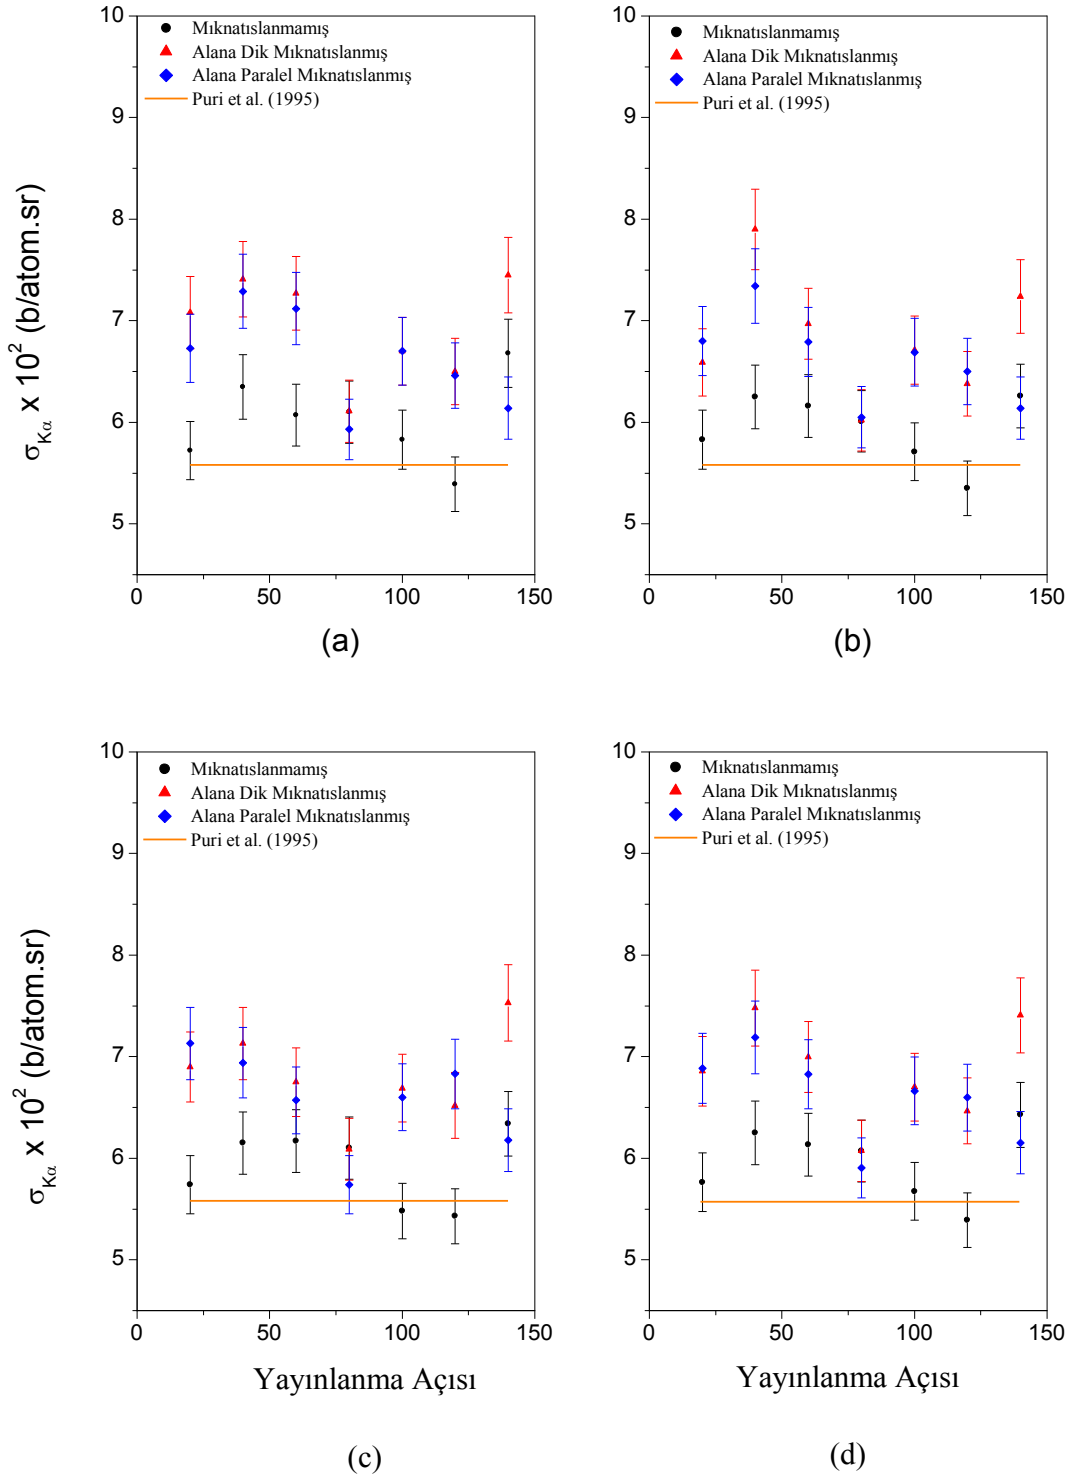 10
9
8
7
6
5
0 50 100 150
σKα x 10² (b/atom.sr)
Mıknatıslanmamış
Alana Dik Mıknatıslanmış
Alana Paralel Mıknatıslanmış
Puri et al. (1995)
(a)
10
9
8
7
6
5
0 50 100 150
Mıknatıslanmamış
Alana Dik Mıknatıslanmış
Alana Paralel Mıknatıslanmış
Puri et al. (1995)
(b)
10
9
8
7
6
5
0 50 100 150
σKα x 10² (b/atom.sr)
Mıknatıslanmamış
Alana Dik Mıknatıslanmış
Alana Paralel Mıknatıslanmış
Puri et al. (1995)
Yayınlanma Açısı
(c)
10
9
8
7
6
5
0 50 100 150
Mıknatıslanmamış
Alana Dik Mıknatıslanmış
Alana Paralel Mıknatıslanmış
Puri et al. (1995)
Yayınlanma Açısı
(d)